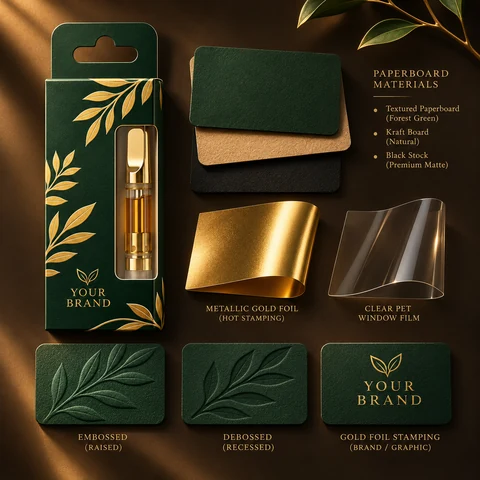 PAPERBOARD
MATERIALS
Textured Paperboard
(Forest Green)
Kraft Board
(Natural)
Black Stock
(Premium Matte)
YOUR
BRAND
METALLIC GOLD FOIL
(HOT STAMPING)
CLEAR PET
WINDOW FILM
YOUR
BRAND
EMBOSSED
(RAISED)
DEBOSSED
(RECESSED)
GOLD FOIL STAMPING
(BRAND / GRAPHIC)